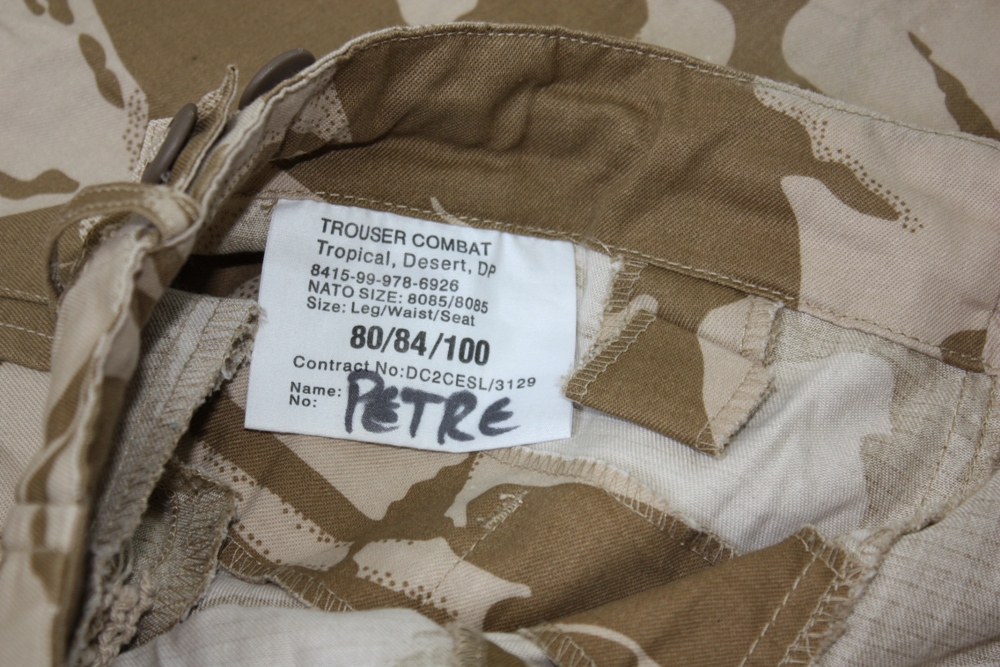 TROUSER COMBAT
Tropical, Desert, DP
8415-99-978-6926
NATO SIZE: 8085/8085
Size: Leg/Waist/Seat
80/84/100
Contract No:DC2CESL/3129
Name: PETRE
No: